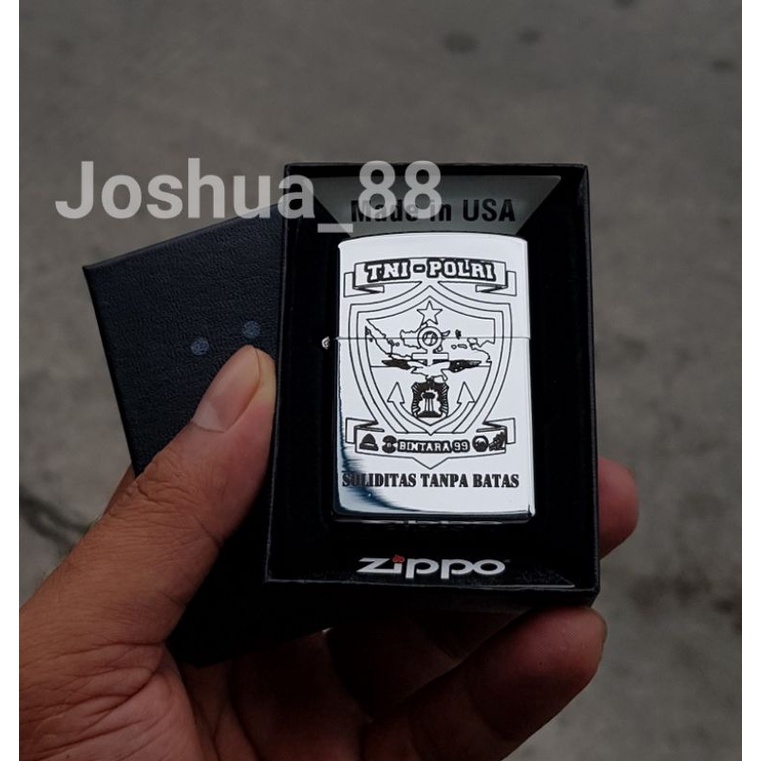 Joshua_88
Made in USA
TNI - POLRI
BINTARA 99
SOLIDITAS TANPA BATAS
zippo